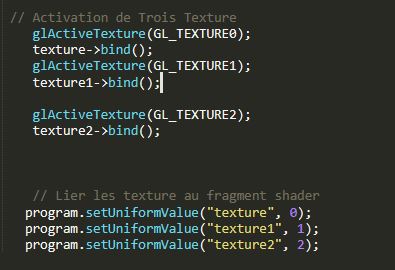 // Activation de Trois Texture
glActiveTexture(GL_TEXTURE0);
texture->bind();
glActiveTexture(GL_TEXTURE1);
texture1->bind();
glActiveTexture(GL_TEXTURE2);
texture2->bind();
// Lier les texture au fragment shader
program.setUniformValue("texture", 0);
program.setUniformValue("texture1", 1);
program.setUniformValue("texture2", 2);